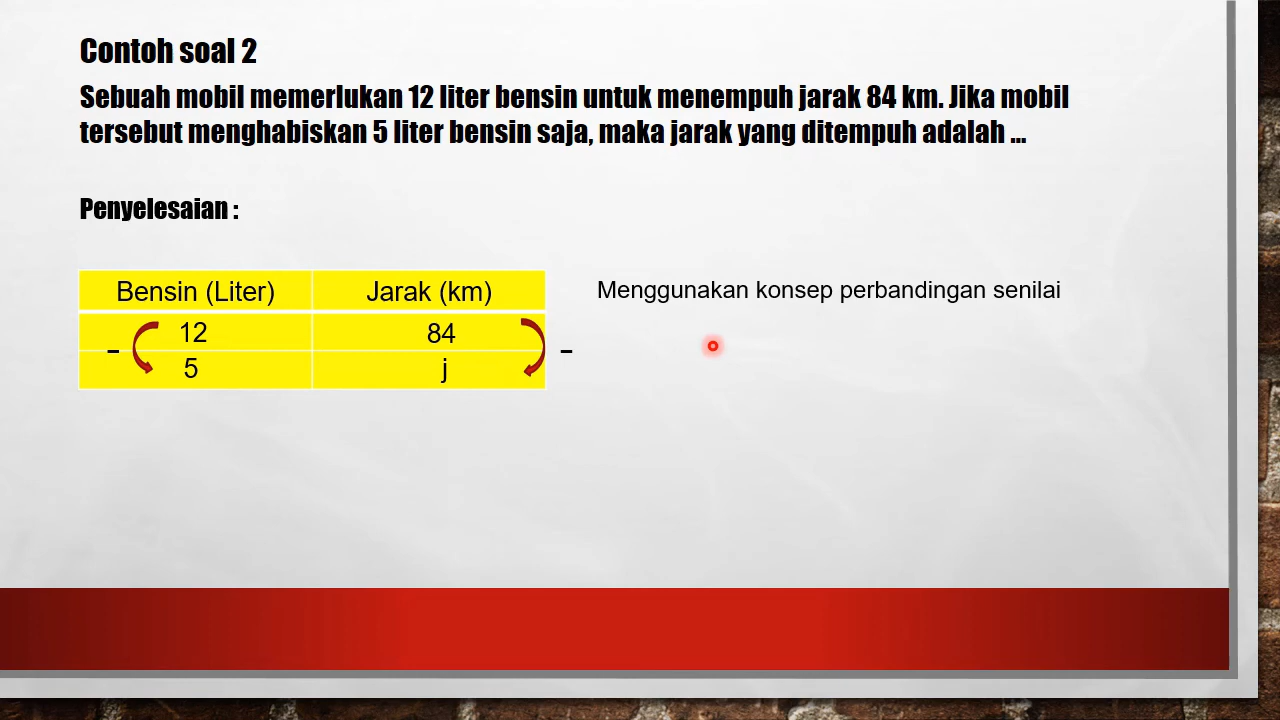 Contoh soal 2
Sebuah mobil memerlukan 12 liter bensin untuk menempuh jarak 84 km. Jika mobil
tersebut menghabiskan 5 liter bensin saja, maka jarak yang ditempuh adalah ...
Penyelesaian :
Bensin (Liter) Jarak (km) Menggunakan konsep perbandingan senilai
12 84
- -
5 j